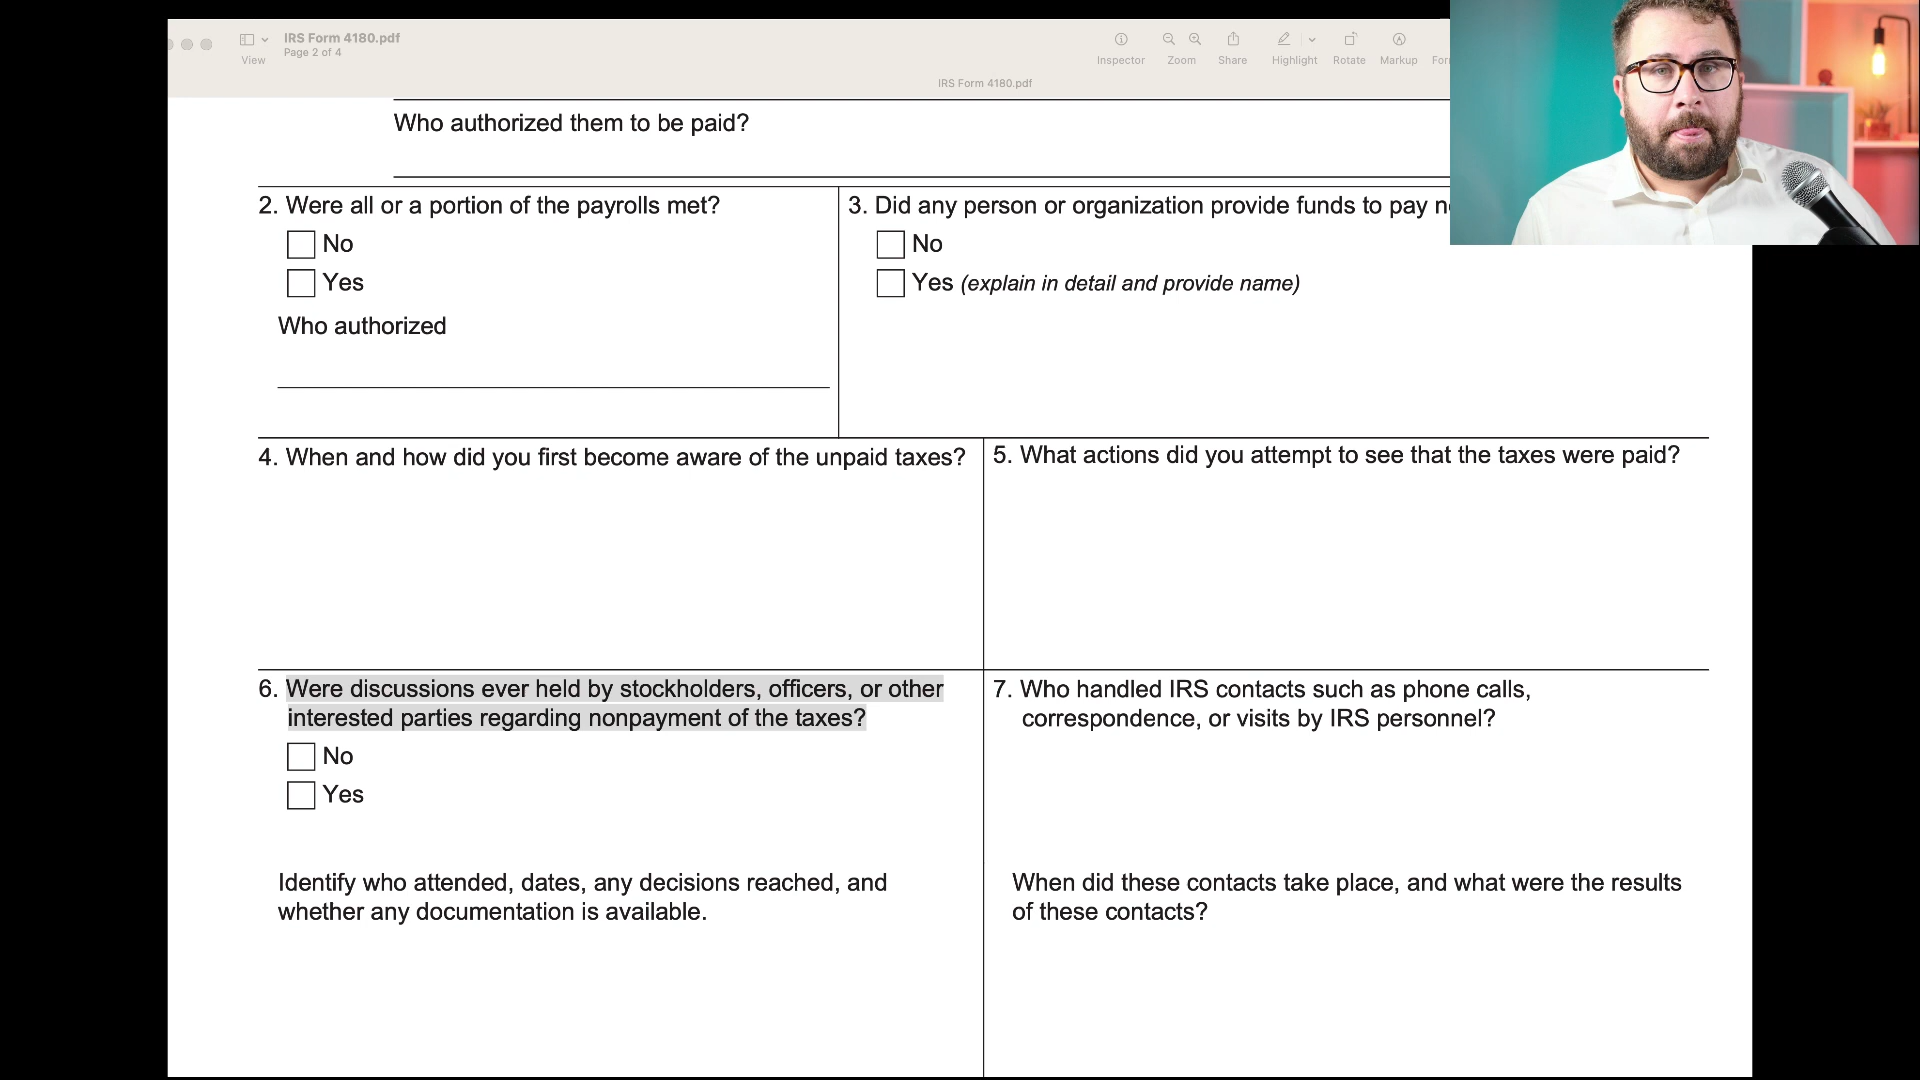 IRS Form 4180.pdf
Page 2 of 4
View
Inspector
Zoom
Share
Highlight
Rotate
Markup
IRS Form 4180.pdf
Who authorized them to be paid?
2. Were all or a portion of the payrolls met?
No
Yes
Who authorized
3. Did any person or organization provide funds to pay
No
Yes (explain in detail and provide name)
4. When and how did you first become aware of the unpaid taxes?
5. What actions did you attempt to see that the taxes were paid?
6. Were discussions ever held by stockholders, officers, or other
interested parties regarding nonpayment of the taxes?
No
Yes
Identify who attended, dates, any decisions reached, and
whether any documentation is available.
7. Who handled IRS contacts such as phone calls,
correspondence, or visits by IRS personnel?
When did these contacts take place, and what were the results
of these contacts?